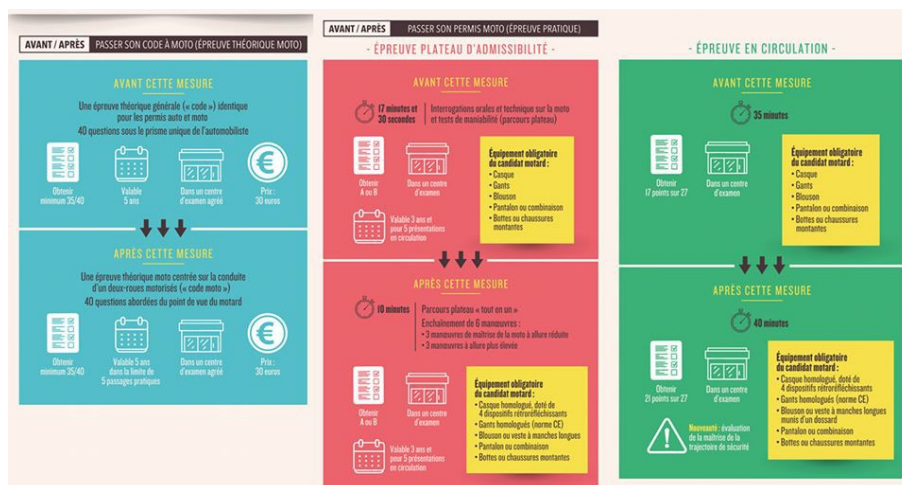 AVANT / APRÈS PASSER SON CODE À MOTO (ÉPREUVE THÉORIQUE MOTO)
AVANT CETTE MESURE
Une épreuve théorique générale (« code ») identique
pour les permis auto et moto
40 questions sous le prisme unique de l'automobiliste
Obtenir
minimum 35/40
Valable
5 ans
Dans un centre
d'examen agréé
Prix :
30 euros
APRÈS CETTE MESURE
Une épreuve théorique moto centrée sur la conduite
d'un deux-roues motorisés (« code moto »)
40 questions abordées du point de vue du motard
Obtenir
minimum 35/40
Valable 5 ans
dans la limite de
5 passages pratiques
Dans un centre
d'examen agréé
Prix :
30 euros
AVANT / APRÈS PASSER SON PERMIS MOTO (ÉPREUVE PRATIQUE)
- ÉPREUVE PLATEAU D'ADMISSIBILITÉ -
AVANT CETTE MESURE
17 minutes et
30 secondes
Interrogations orales et technique sur la moto
et tests de maniabilité (parcours plateau)
Obtenir
A ou B
Dans un centre
d'examen
Valable 3 ans et
pour 5 présentations
en circulation
Équipement obligatoire
du candidat motard :
• Casque
• Gants
• Blouson
• Pantalon ou combinaison
• Bottes ou chaussures
montantes
APRÈS CETTE MESURE
10 minutes
Parcours plateau « tout en un »
Enchaînement de 6 manœuvres :
• 3 manœuvres de maîtrise de la moto à allure réduite
• 3 manœuvres à allure plus élevée
Obtenir
A ou B
Dans un centre
d'examen
Valable 3 ans et
pour 5 présentations
en circulation
Équipement obligatoire
du candidat motard :
• Casque homologué, doté de
4 dispositifs rétroréfléchissants
• Gants homologués (norme CE)
• Blouson ou veste à manches longues
• Pantalon ou combinaison
• Bottes ou chaussures montantes
- ÉPREUVE EN CIRCULATION -
AVANT CETTE MESURE
35 minutes
Obtenir
17 points sur 27
Dans un centre
d'examen
Équipement obligatoire
du candidat motard :
• Casque
• Gants
• Blouson
• Pantalon ou combinaison
• Bottes ou chaussures
montantes
APRÈS CETTE MESURE
40 minutes
Obtenir
21 points sur 27
Dans un centre
d'examen
Nouveauté : évaluation
de la maîtrise de la
trajectoire de sécurité
Équipement obligatoire
du candidat motard :
• Casque homologué, doté de
4 dispositifs rétroréfléchissants
• Gants homologués (norme CE)
• Blouson ou veste à manches longues
munis d'un dossard
• Pantalon ou combinaison
• Bottes ou chaussures montantes